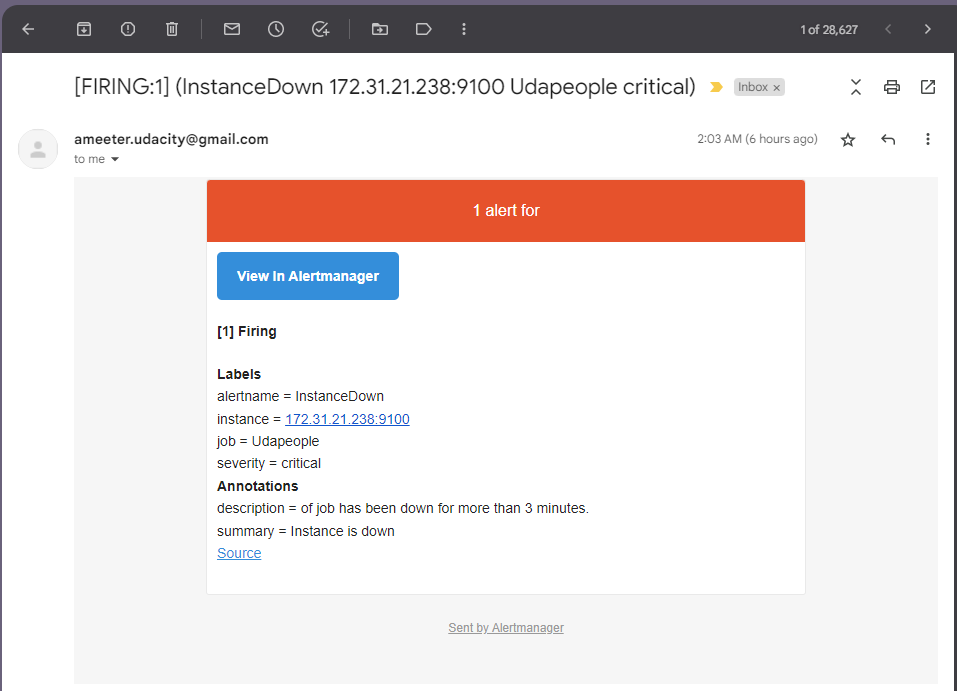 1 of 28,627
[FIRING:1] (InstanceDown 172.31.21.238:9100 Udapeople critical)
Inbox ×
ameeter.udacity@gmail.com
2:03 AM (6 hours ago)
to me
1 alert for
View In Alertmanager
[1] Firing
Labels
alertname = InstanceDown
instance = 172.31.21.238:9100
job = Udapeople
severity = critical
Annotations
description = of job has been down for more than 3 minutes.
summary = Instance is down
Source
Sent by Alertmanager